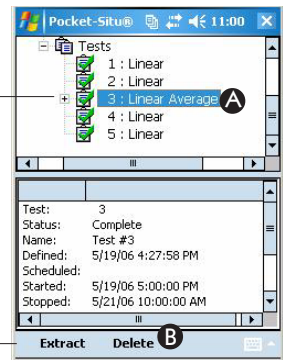 Pocket-Situ® 11:00
Tests
1 : Linear
2 : Linear
3 : Linear Average A
4 : Linear
5 : Linear
Test: 3
Status: Complete
Name: Test #3
Defined: 5/19/06 4:27:58 PM
Scheduled:
Started: 5/19/06 5:00:00 PM
Stopped: 5/21/06 10:00:00 AM
Extract Delete B